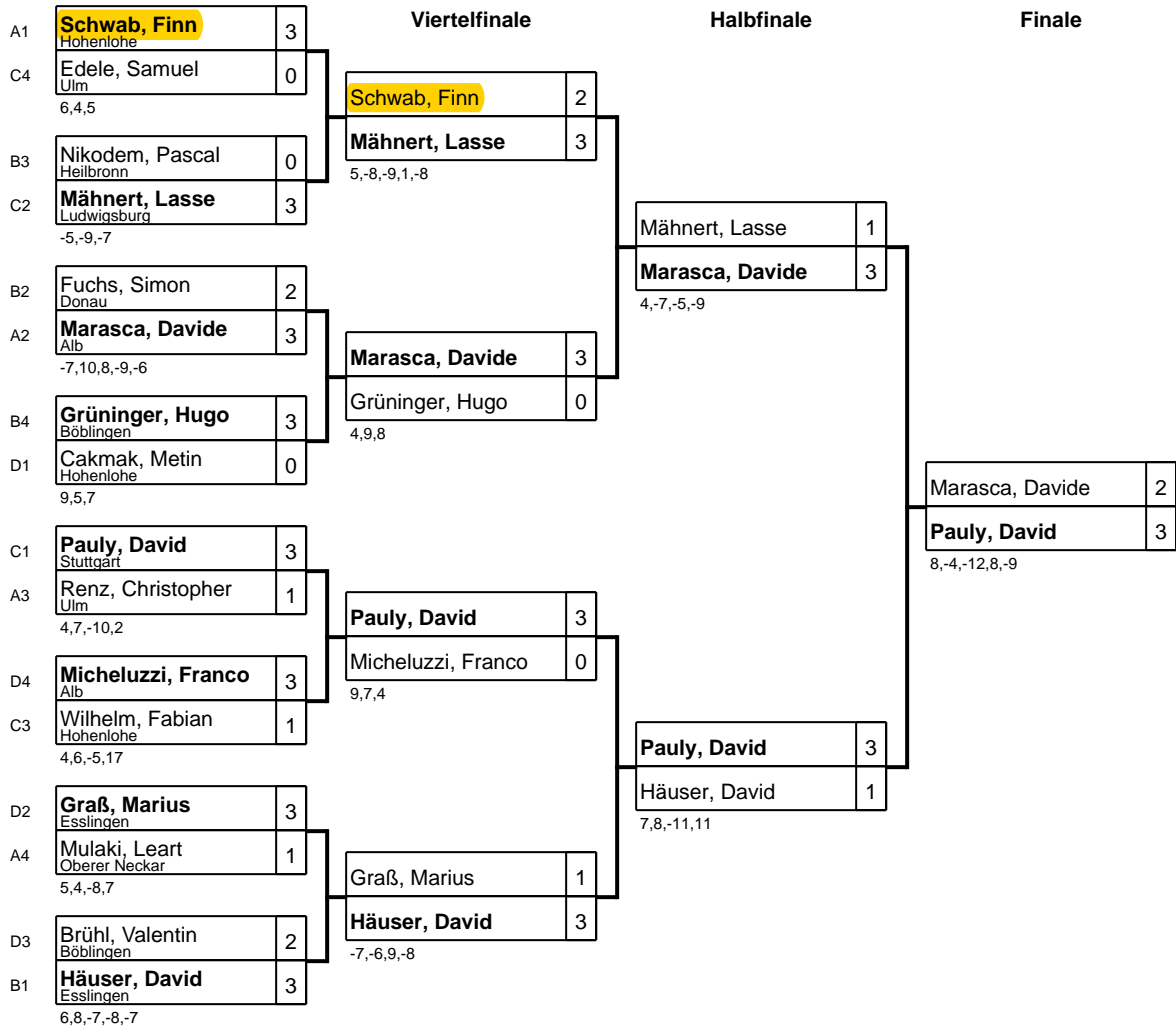 Viertelfinale
Halbfinale
Finale
A1 Schwab, Finn 3
Hohenlohe
C4 Edele, Samuel 0
Ulm
6,4,5
B3 Nikodem, Pascal 0
Heilbronn
C2 Mähnert, Lasse 3
Ludwigsburg
-5,-9,-7
B2 Fuchs, Simon 2
Donau
A2 Marasca, Davide 3
Alb
-7,10,8,-9,-6
B4 Grüninger, Hugo 3
Böblingen
D1 Cakmak, Metin 0
Hohenlohe
9,5,7
C1 Pauly, David 3
Stuttgart
A3 Renz, Christopher 1
Ulm
4,7,-10,2
D4 Micheluzzi, Franco 3
Alb
C3 Wilhelm, Fabian 1
Hohenlohe
4,6,-5,17
D2 Graß, Marius 3
Esslingen
A4 Mulaki, Leart 1
Oberer Neckar
5,4,-8,7
D3 Brühl, Valentin 2
Böblingen
B1 Häuser, David 3
Esslingen
6,8,-7,-8,-7
Schwab, Finn 2
Mähnert, Lasse 3
5,-8,-9,1,-8
Marasca, Davide 3
Grüninger, Hugo 0
4,9,8
Pauly, David 3
Micheluzzi, Franco 0
9,7,4
Graß, Marius 1
Häuser, David 3
-7,-6,9,-8
Mähnert, Lasse 1
Marasca, Davide 3
4,-7,-5,-9
Pauly, David 3
Häuser, David 1
7,8,-11,11
Marasca, Davide 2
Pauly, David 3
8,-4,-12,8,-9